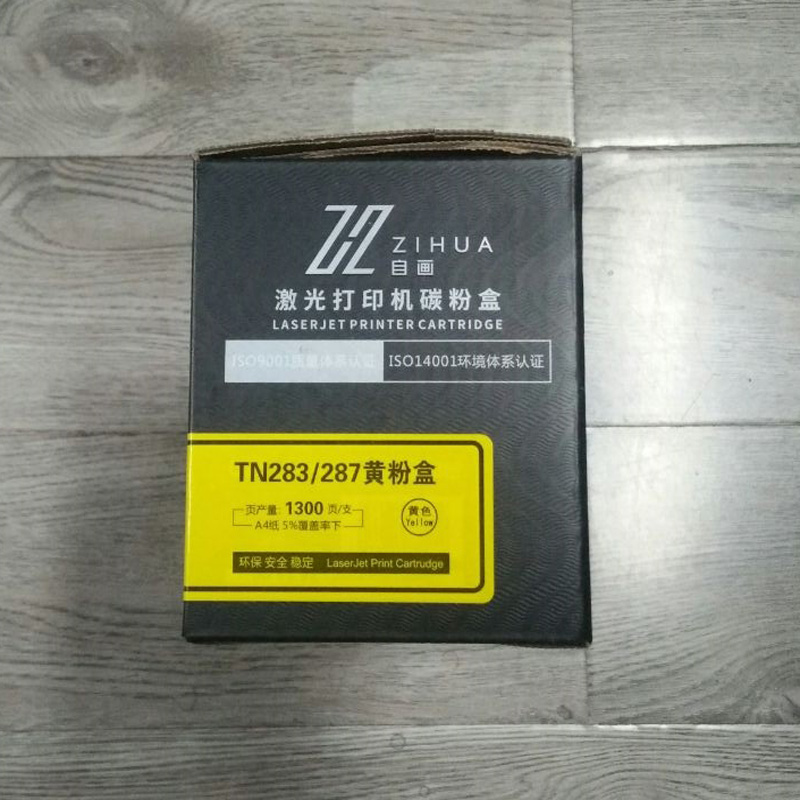 ZIHUA
自画
激光打印机碳粉盒
LASERJET PRINTER CARTRIDGE
ISO9001质量体系认证 ISO14001环境体系认证
TN283/287黄粉盒
页产量: 1300 页/支
A4纸 5%覆盖率下
黄色
Yellow
环保 安全 稳定 LaserJet Print Cartrudge